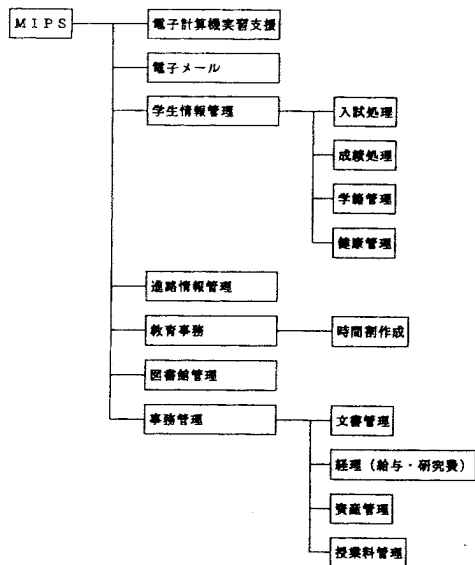 MIPS
電子計算機実習支援
電子メール
学生情報管理
入試処理
成績処理
学籍管理
健康管理
進路情報管理
教育事務
時間割作成
図書館管理
事務管理
文書管理
経理（給与・研究費）
資産管理
授業料管理